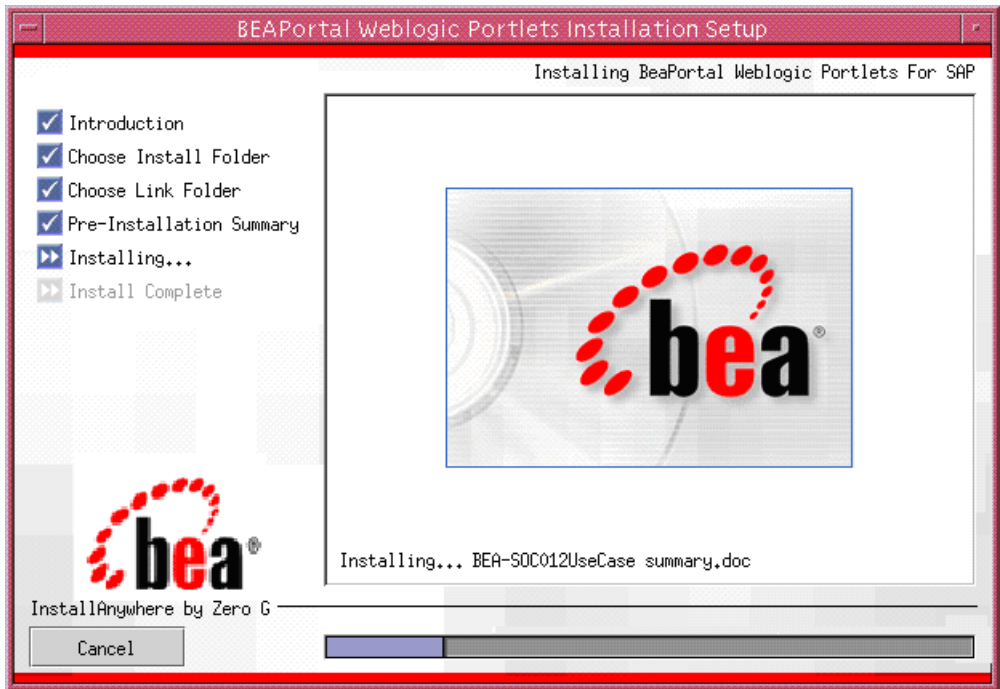 BEAPortal Weblogic Portlets Installation Setup
Installing BeaPortal Weblogic Portlets For SAP
Introduction
Choose Install Folder
Choose Link Folder
Pre-Installation Summary
Installing...
Install Complete
bea®
bea®
Installing... BEA-SOC012UseCase summary.doc
InstallAnywhere by Zero G
Cancel